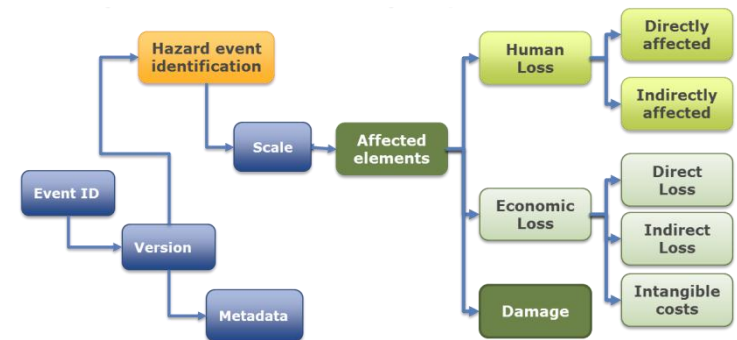 Hazard event
identification
Human
Loss
Directly
affected
Indirectly
affected
Scale
Affected
elements
Event ID
Version
Metadata
Economic
Loss
Direct
Loss
Indirect
Loss
Intangible
costs
Damage